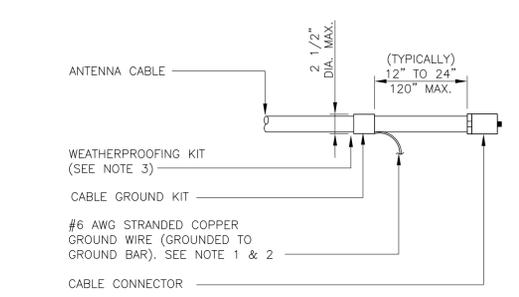 2 1/2"
DIA. MAX.
(TYPICALLY)
12" TO 24"
120" MAX.
ANTENNA CABLE
WEATHERPROOFING KIT
(SEE NOTE 3)
CABLE GROUND KIT
#6 AWG STRANDED COPPER
GROUND WIRE (GROUNDED TO
GROUND BAR). SEE NOTE 1 & 2
CABLE CONNECTOR